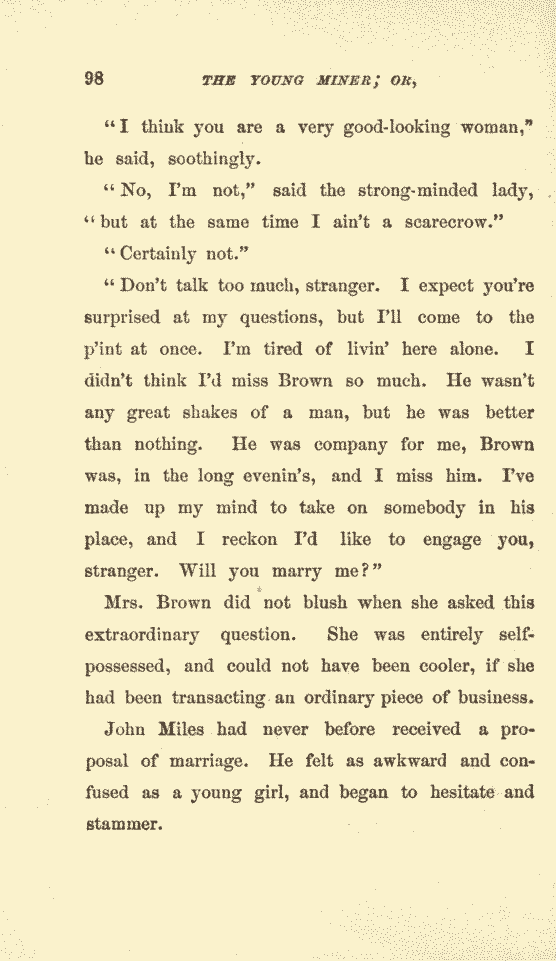 98 THE YOUNG MINER; OR,
“I think you are a very good-looking woman,”
he said, soothingly.
“No, I’m not,” said the strong-minded lady,
“but at the same time I ain’t a scarecrow.”
“Certainly not.”
“Don’t talk too much, stranger. I expect you’re
surprised at my questions, but I’ll come to the
p’int at once. I’m tired of livin’ here alone. I
didn’t think I’d miss Brown so much. He wasn’t
any great shakes of a man, but he was better
than nothing. He was company for me, Brown
was, in the long evenin’s, and I miss him. I’ve
made up my mind to take on somebody in his
place, and I reckon I’d like to engage you,
stranger. Will you marry me?”
Mrs. Brown did not blush when she asked this
extraordinary question. She was entirely self-
possessed, and could not have been cooler, if she
had been transacting an ordinary piece of business.
John Miles had never before received a pro-
posal of marriage. He felt as awkward and con-
fused as a young girl, and began to hesitate and
stammer.